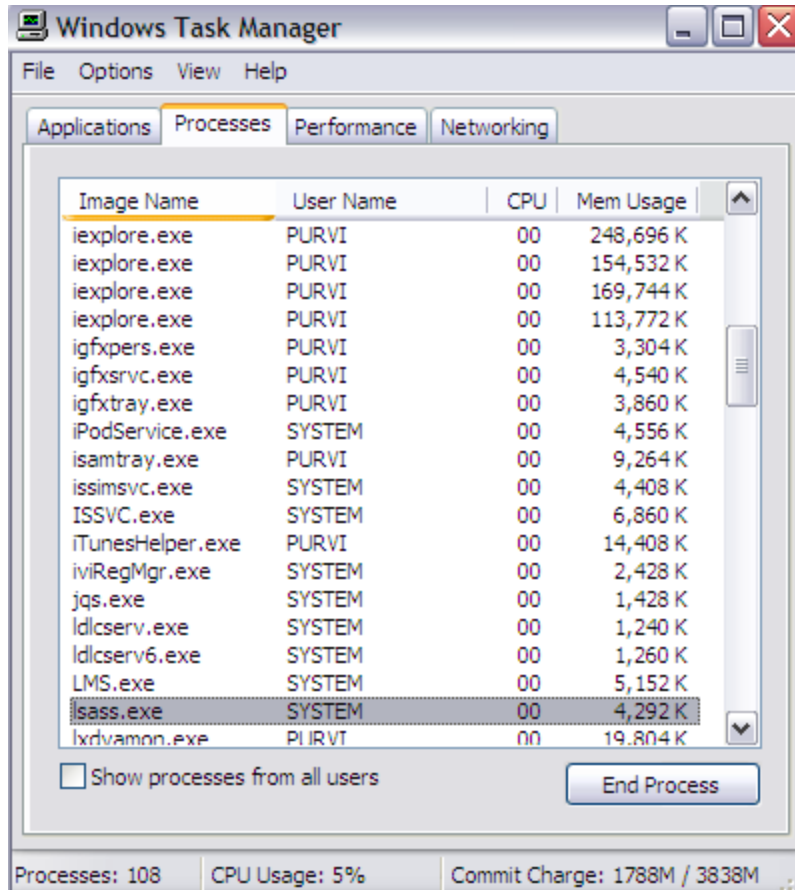 Windows Task Manager
File Options View Help
Applications Processes Performance Networking
Image Name User Name CPU Mem Usage
iexplore.exe PURVI 00 248,696 K
iexplore.exe PURVI 00 154,532 K
iexplore.exe PURVI 00 169,744 K
iexplore.exe PURVI 00 113,772 K
igfxpers.exe PURVI 00 3,304 K
igfxsrvc.exe PURVI 00 4,540 K
igfxtray.exe PURVI 00 3,860 K
iPodService.exe SYSTEM 00 4,556 K
isamtray.exe PURVI 00 9,264 K
issimsvc.exe SYSTEM 00 4,408 K
ISSVC.exe SYSTEM 00 6,860 K
iTunesHelper.exe PURVI 00 14,408 K
iviRegMgr.exe SYSTEM 00 2,428 K
jqs.exe SYSTEM 00 1,428 K
ldlcserv.exe SYSTEM 00 1,240 K
ldlcserv6.exe SYSTEM 00 1,260 K
LMS.exe SYSTEM 00 5,152 K
lsass.exe SYSTEM 00 4,292 K
lxdvamon.exe PURVI 00 19,804 K
Show processes from all users
End Process
Processes: 108 CPU Usage: 5% Commit Charge: 1788M / 3838M